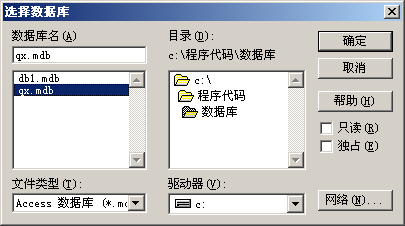 选择数据库
数据库名(A)
qx.mdb
db1.mdb
qx.mdb
文件类型(T):
Access 数据库 (*.md
目录(D):
c:\程序代码\数据库
c:\
程序代码
数据库
驱动器(V):
c:
确定
取消
帮助(H)
只读(R)
独占(E)
网络(N)...